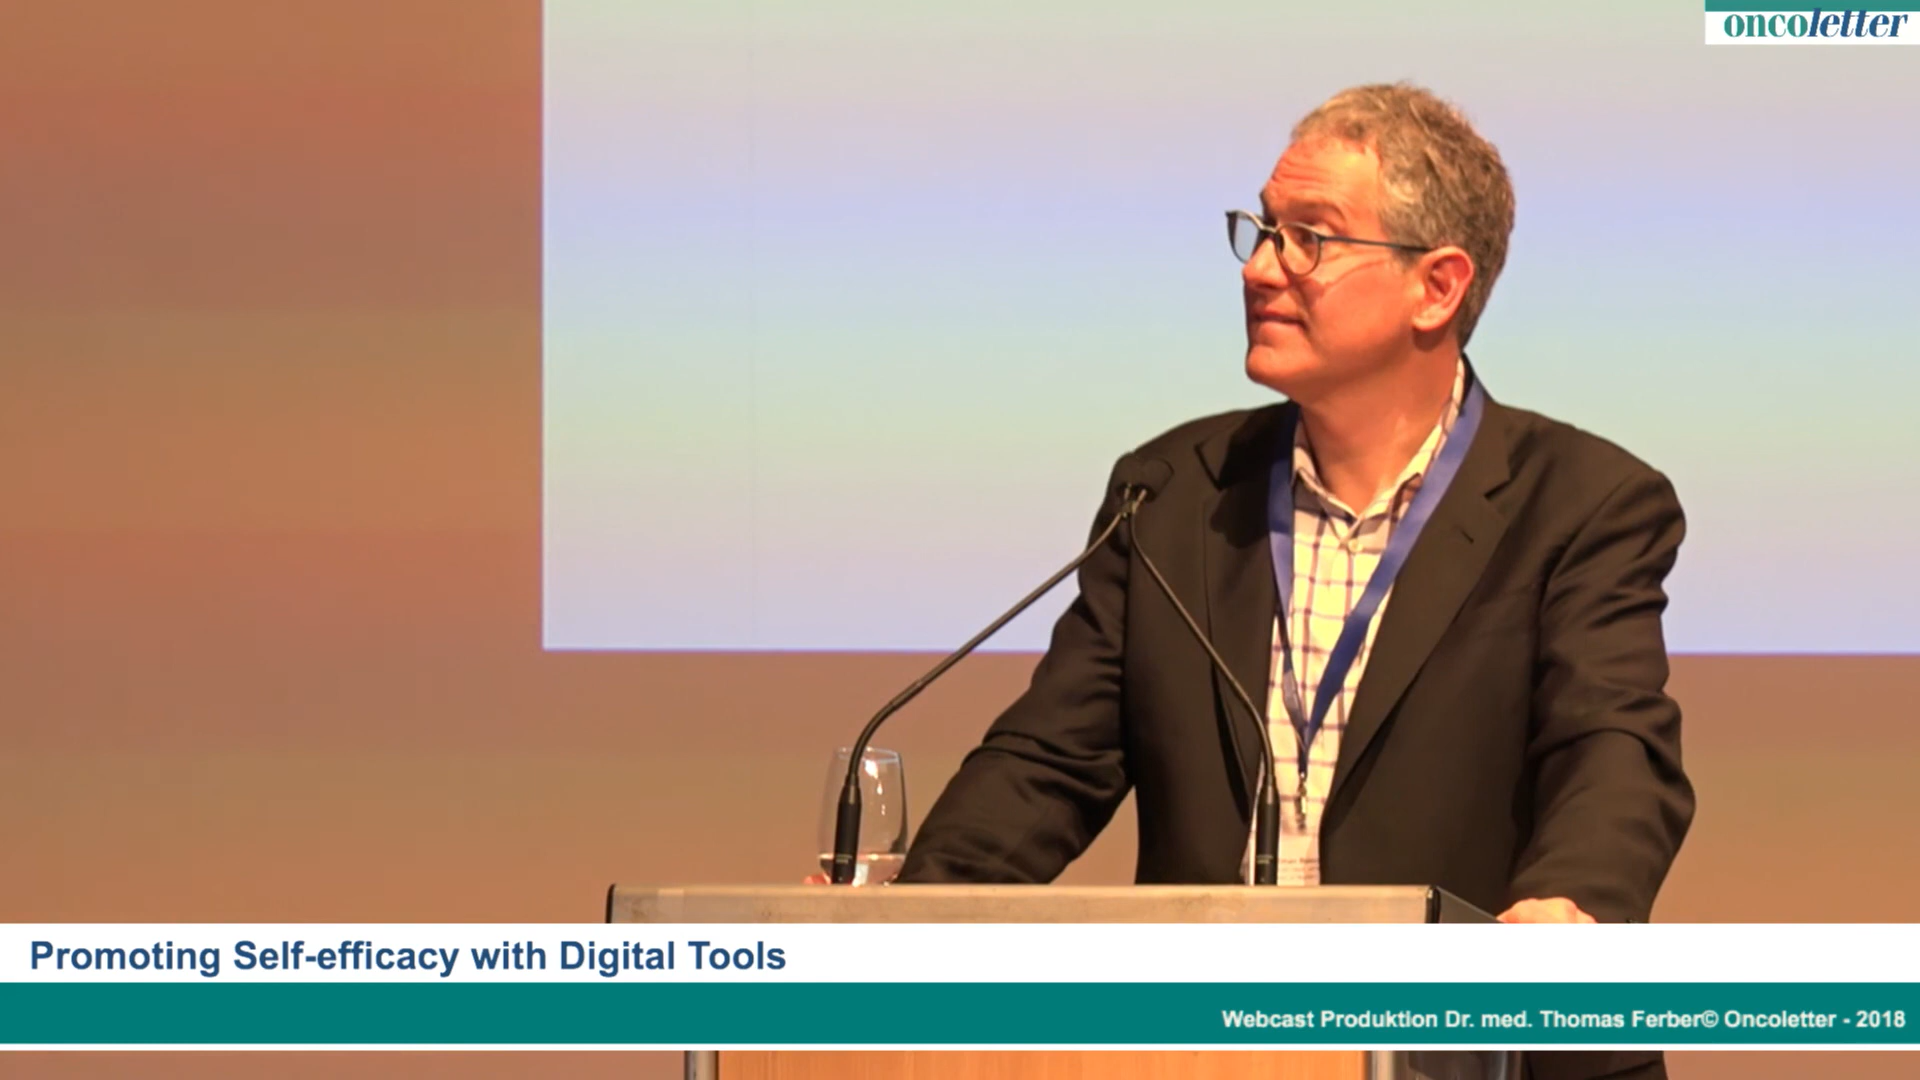 oncoletter
Promoting Self-efficacy with Digital Tools
Webcast Produktion Dr. med. Thomas Ferber© Oncoletter - 2018